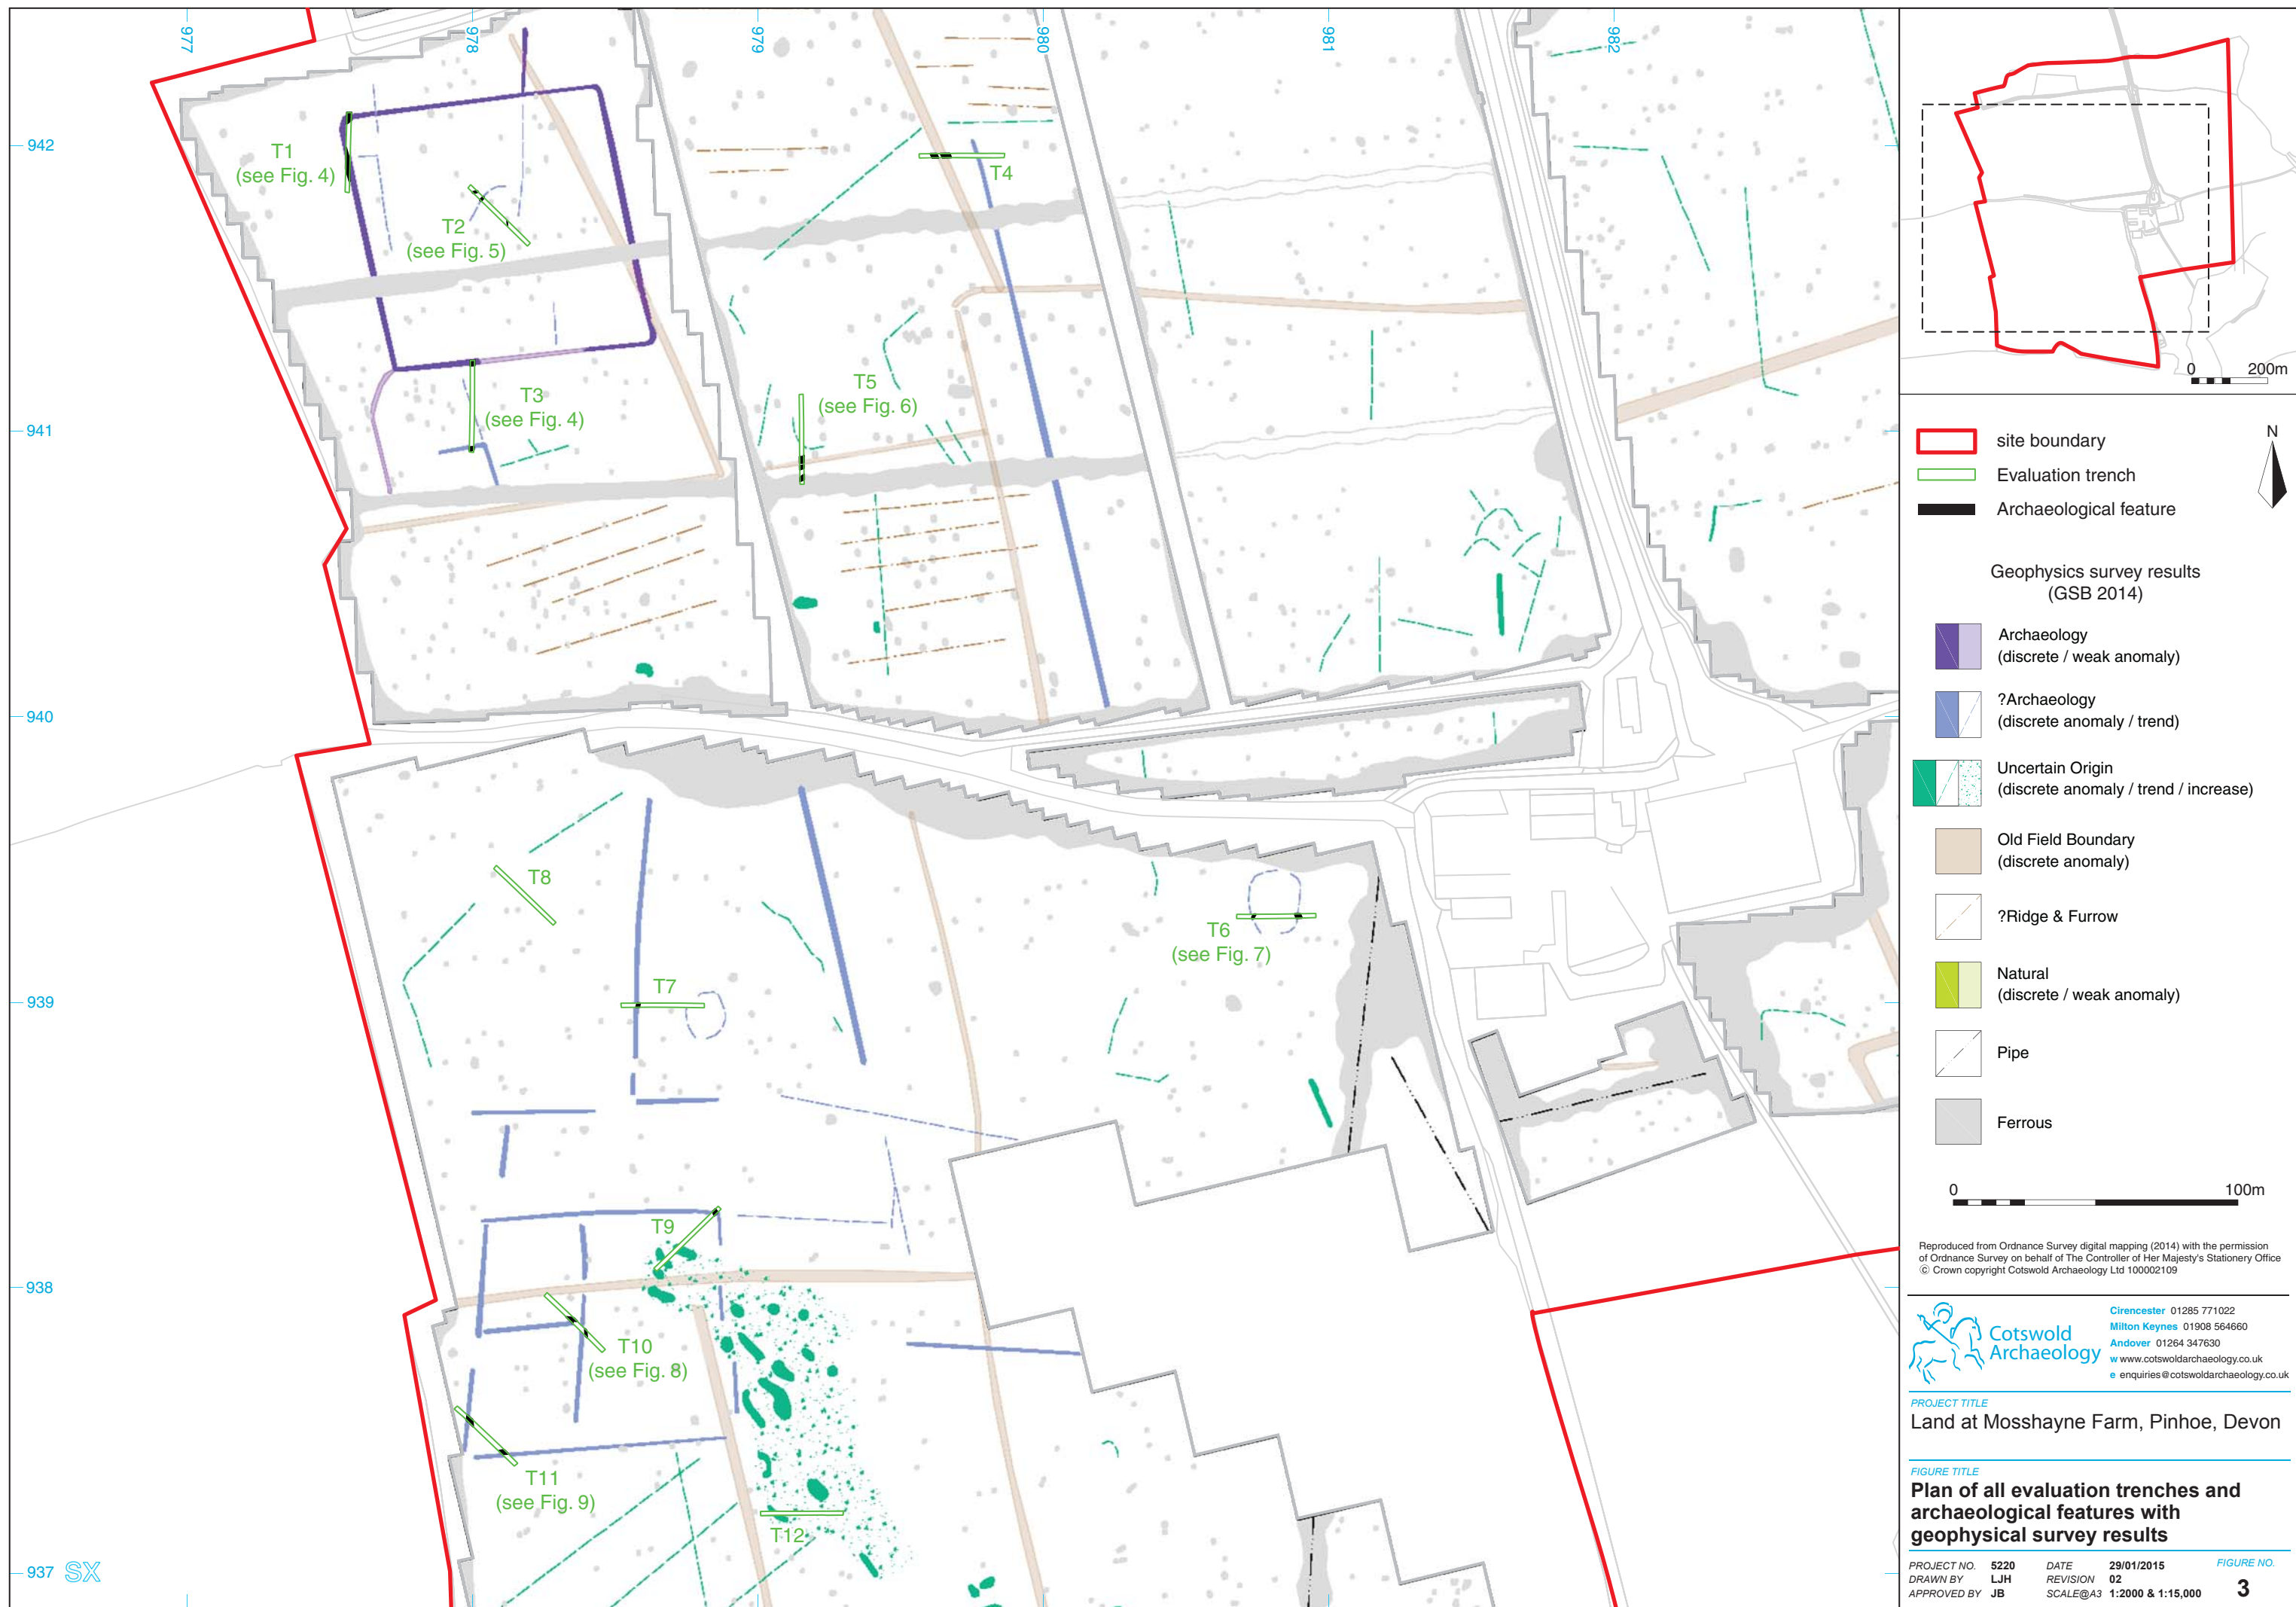 977
978
979
980
981
982
942
941
940
939
938
937
SX
T1
(see Fig. 4)
T2
(see Fig. 5)
T3
(see Fig. 4)
T4
T5
(see Fig. 6)
T6
(see Fig. 7)
T7
T8
T9
T10
(see Fig. 8)
T11
(see Fig. 9)
T12
0 200m
N
site boundary
Evaluation trench
Archaeological feature
Geophysics survey results
(GSB 2014)
Archaeology
(discrete / weak anomaly)
?Archaeology
(discrete anomaly / trend)
Uncertain Origin
(discrete anomaly / trend / increase)
Old Field Boundary
(discrete anomaly)
?Ridge & Furrow
Natural
(discrete / weak anomaly)
Pipe
Ferrous
0 100m
Reproduced from Ordnance Survey digital mapping (2014) with the permission
of Ordnance Survey on behalf of The Controller of Her Majesty's Stationery Office
© Crown copyright Cotswold Archaeology Ltd 100002109
Cotswold
Archaeology
Cirencester 01285 771022
Milton Keynes 01908 564660
Andover 01264 347630
w www.cotswoldarchaeology.co.uk
e enquiries@cotswoldarchaeology.co.uk
PROJECT TITLE
Land at Mosshayne Farm, Pinhoe, Devon
FIGURE TITLE
Plan of all evaluation trenches and
archaeological features with
geophysical survey results
PROJECT NO. 5220 DATE 29/01/2015 FIGURE NO.
DRAWN BY LJH REVISION 02
APPROVED BY JB SCALE@A3 1:2000 & 1:15,000 3